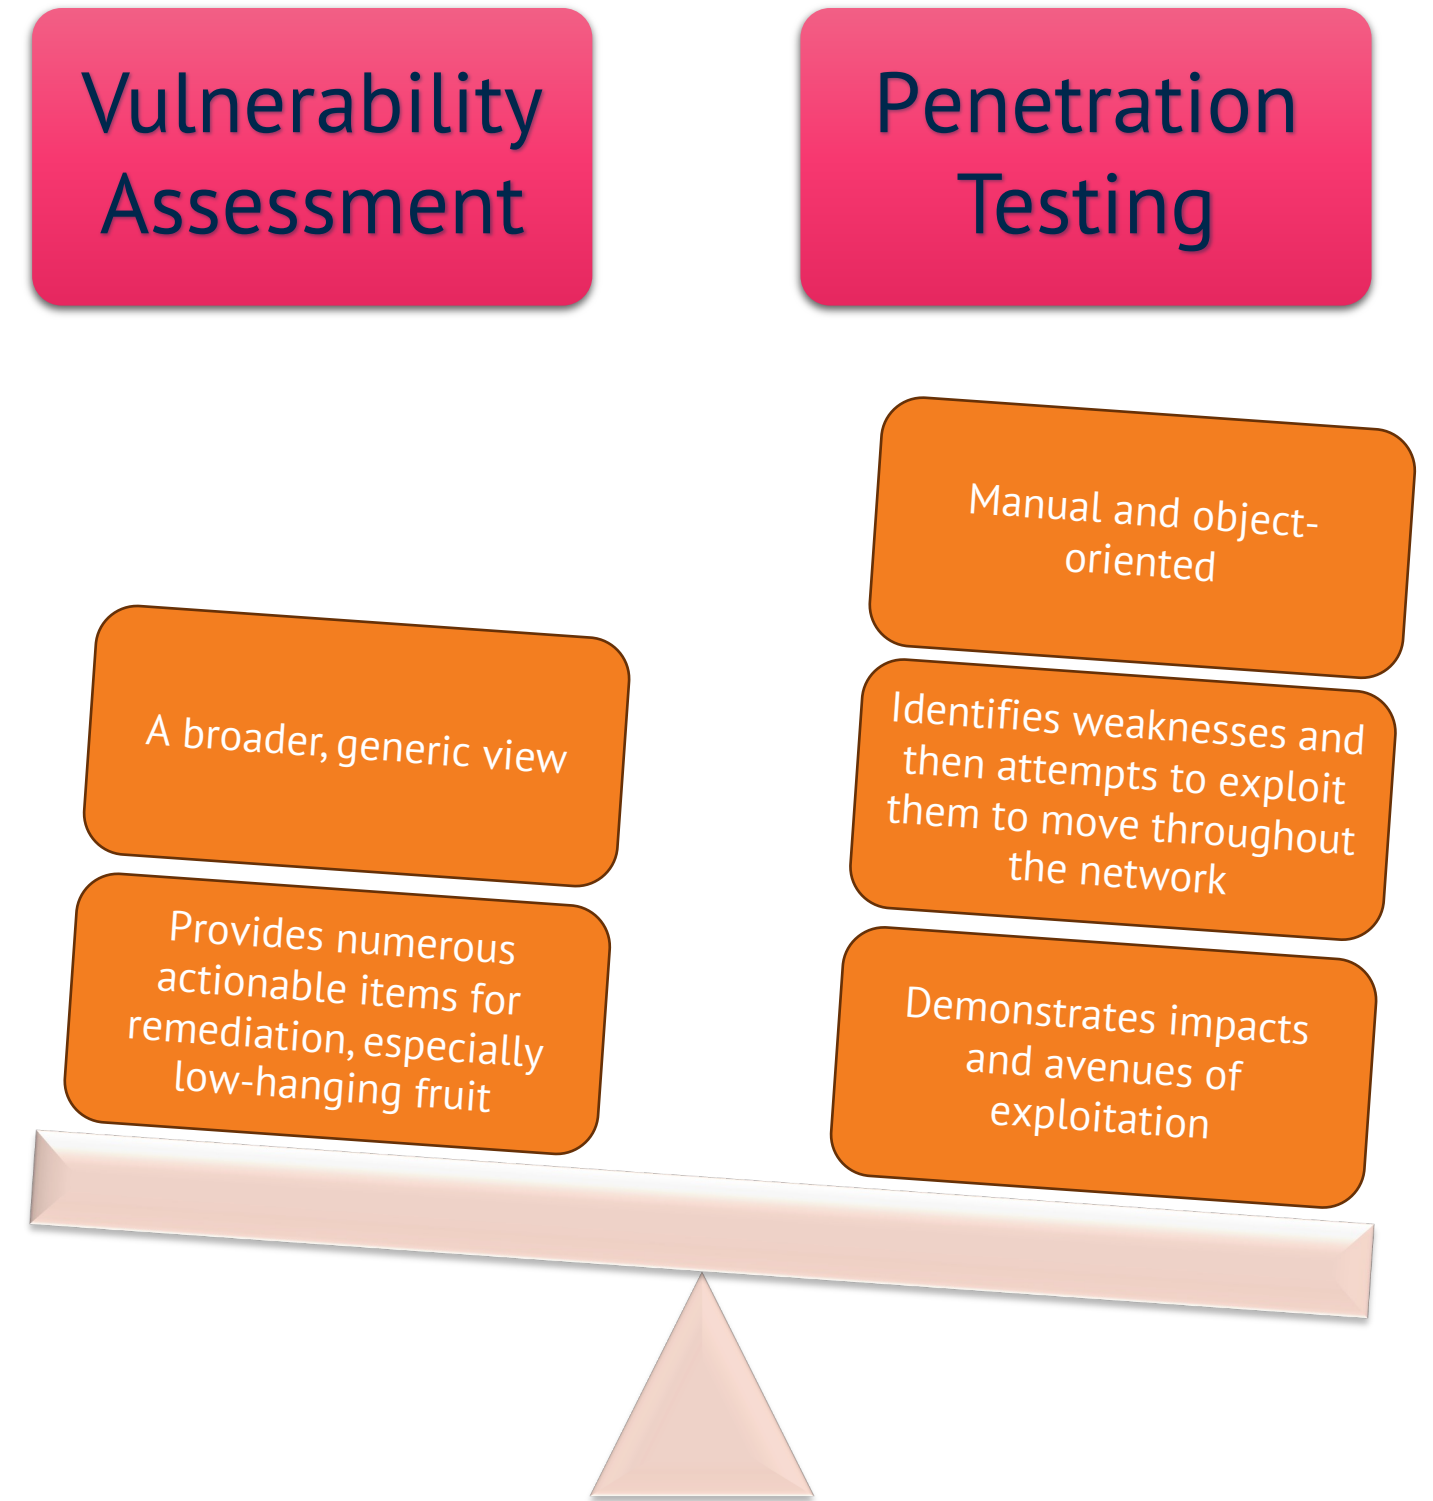 Vulnerability
Assessment
Penetration
Testing
A broader, generic view
Provides numerous
actionable items for
remediation, especially
low-hanging fruit
Manual and object-
oriented
Identifies weaknesses and
then attempts to exploit
them to move throughout
the network
Demonstrates impacts
and avenues of
exploitation